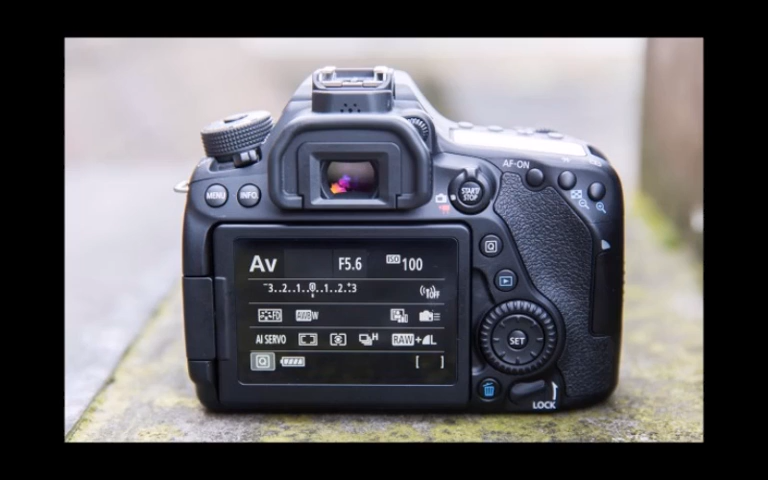 AF-ON
MENU INFO.
START/
STOP
Q
Av F5.6 ISO 100
-3..2..1..0..1..2.:3
OFF
AWB W
AI SERVO H RAW+L
Q [ ]
SET
LOCK